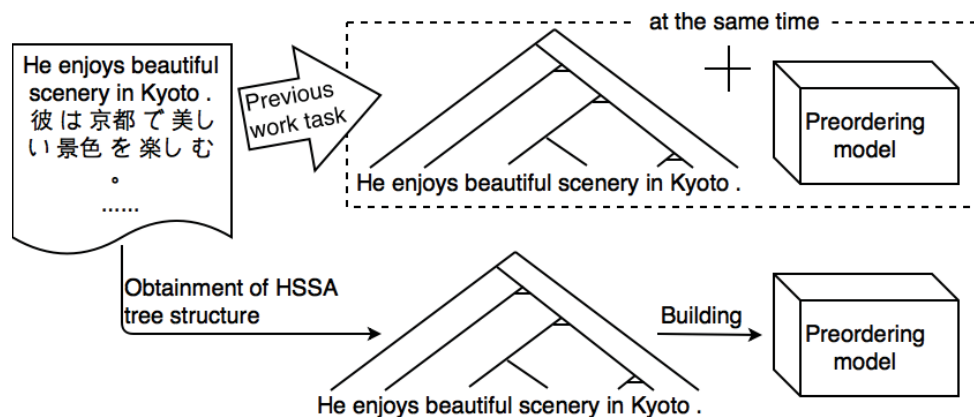 He enjoys beautiful
scenery in Kyoto .
彼 は 京都 で 美し
い 景色 を 楽し む
。
......
Previous
work task
at the same time
He enjoys beautiful scenery in Kyoto .
Preordering
model
Obtainment of HSSA
tree structure
He enjoys beautiful scenery in Kyoto .
Building
Preordering
model